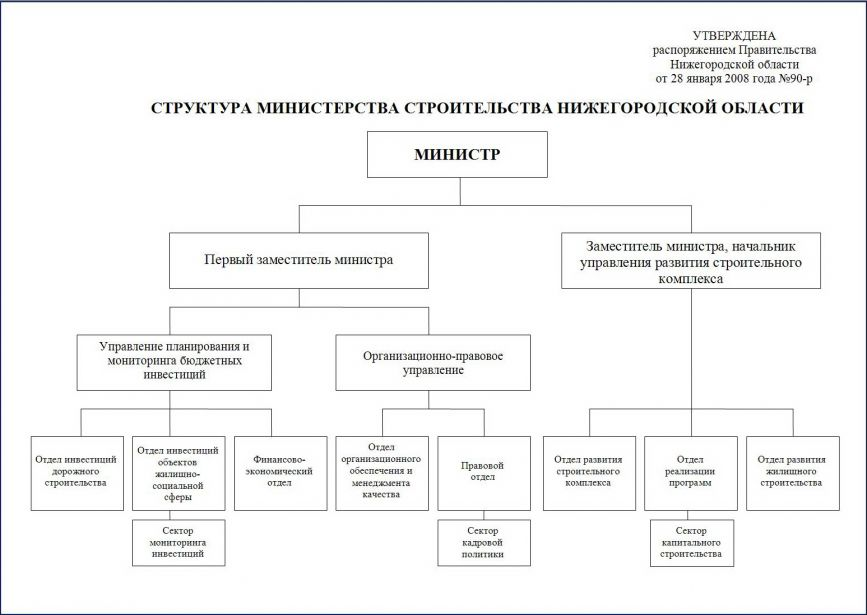 УТВЕРЖДЕНА
распоряжением Правительства
Нижегородской области
от 28 января 2008 года №90-р
СТРУКТУРА МИНИСТЕРСТВА СТРОИТЕЛЬСТВА НИЖЕГОРОДСКОЙ ОБЛАСТИ
МИНИСТР
Первый заместитель министра
Заместитель министра, начальник
управления развития строительного
комплекса
Управление планирования и
мониторинга бюджетных
инвестиций
Организационно-правовое
управление
Отдел инвестиций
дорожного
строительства
Отдел инвестиций
объектов
жилищно-
социальной
сферы
Финансово-
экономический
отдел
Отдел
организационного
обеспечения и
менеджмента
качества
Правовой
отдел
Отдел развития
строительного
комплекса
Отдел
реализации
программ
Отдел развития
жилищного
строительства
Сектор
мониторинга
инвестиций
Сектор
кадровой
политики
Сектор
капитального
строительства